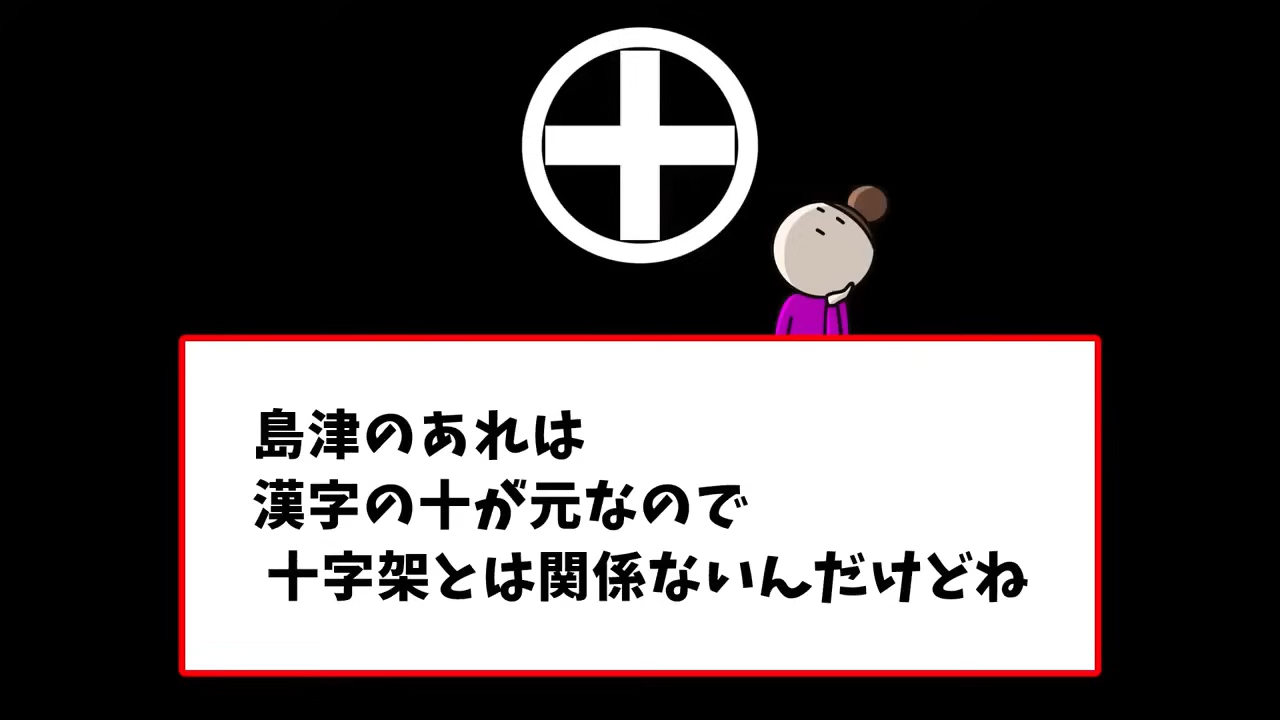 島津のあれは
漢字の十が元なので
十字架とは関係ないんだけどね